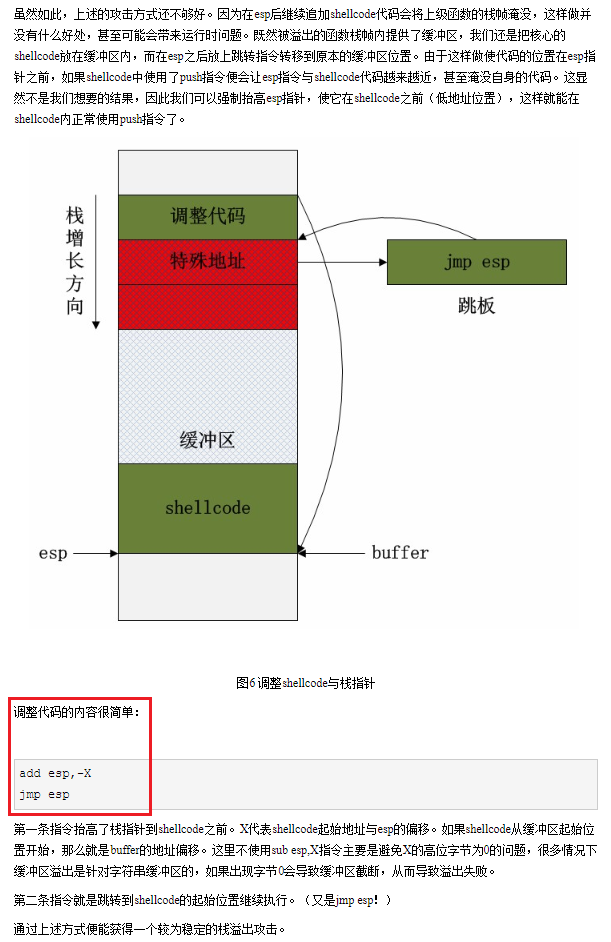 虽然如此，上述的攻击方式还不够好。因为在esp后继续追加shellcode代码会将上级函数的栈帧淹没，这样做并
没有什么好处，甚至可能会带来运行时问题。既然被溢出的函数栈帧内提供了缓冲区，我们还是把核心的
shellcode放在缓冲区内，而在esp之后放上跳转指令转移到原本的缓冲区位置。由于这样做使代码的位置在esp指
针之前，如果shellcode中使用了push指令便会让esp指令与shellcode代码越来越近，甚至淹没自身的代码。这显
然不是我们想要的结果，因此我们可以强制抬高esp指针，使它在shellcode之前（低地址位置），这样就能在
shellcode内正常使用push指令了。
栈增长方向
调整代码
特殊地址
jmp esp
跳板
缓冲区
shellcode
esp
buffer
图6 调整shellcode与栈指针
调整代码的内容很简单：
add esp,-X
jmp esp
第一条指令抬高了栈指针到shellcode之前。X代表shellcode起始地址与esp的偏移。如果shellcode从缓冲区起始位
置开始，那么就是buffer的地址偏移。这里不使用sub esp,X指令主要是避免X的高位字节为0的问题，很多情况下
缓冲区溢出是针对字符串缓冲区的，如果出现字节0会导致缓冲区截断，从而导致溢出失败。
第二条指令就是跳转到shellcode的起始位置继续执行。（又是jmp esp！）
通过上述方式便能获得一个较为稳定的栈溢出攻击。